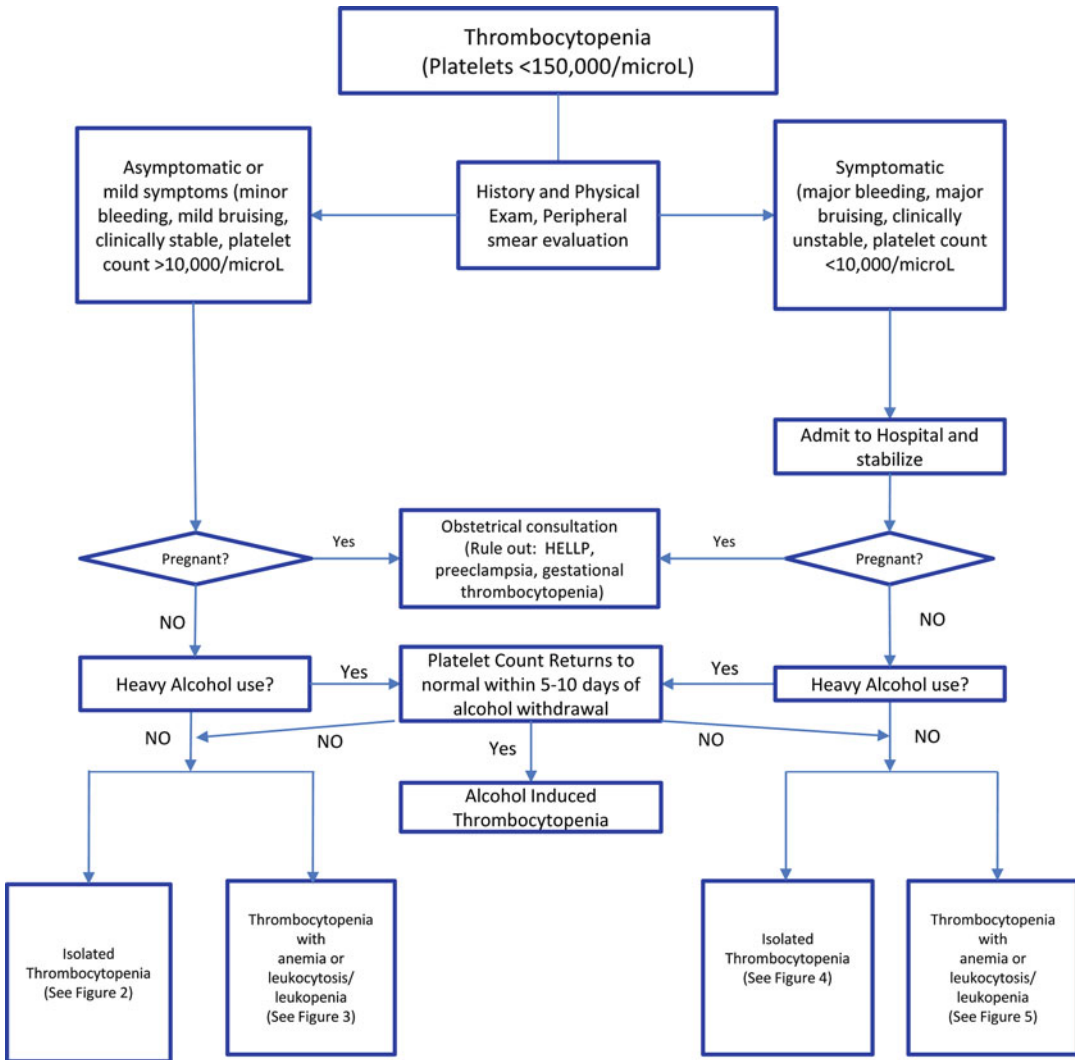 Thrombocytopenia
(Platelets <150,000/microL)
Asymptomatic or
mild symptoms (minor
bleeding, mild bruising,
clinically stable, platelet
count >10,000/microL
History and Physical
Exam, Peripheral
smear evaluation
Symptomatic
(major bleeding, major
bruising, clinically
unstable, platelet count
<10,000/microL
Admit to Hospital and
stabilize
Pregnant?
Yes
Obstetrical consultation
(Rule out:  HELLP,
preeclampsia, gestational
thrombocytopenia)
Yes
Pregnant?
NO
NO
Heavy Alcohol use?
Yes
Platelet Count Returns to
normal within 5-10 days of
alcohol withdrawal
Yes
Heavy Alcohol use?
NO
NO
Yes
NO
NO
Alcohol Induced
Thrombocytopenia
Isolated
Thrombocytopenia
(See Figure 2)
Thrombocytopenia
with
anemia or
leukocytosis/
leukopenia
(See Figure 3)
Isolated
Thrombocytopenia
(See Figure 4)
Thrombocytopenia
with
anemia or
leukocytosis/
leukopenia
(See Figure 5)